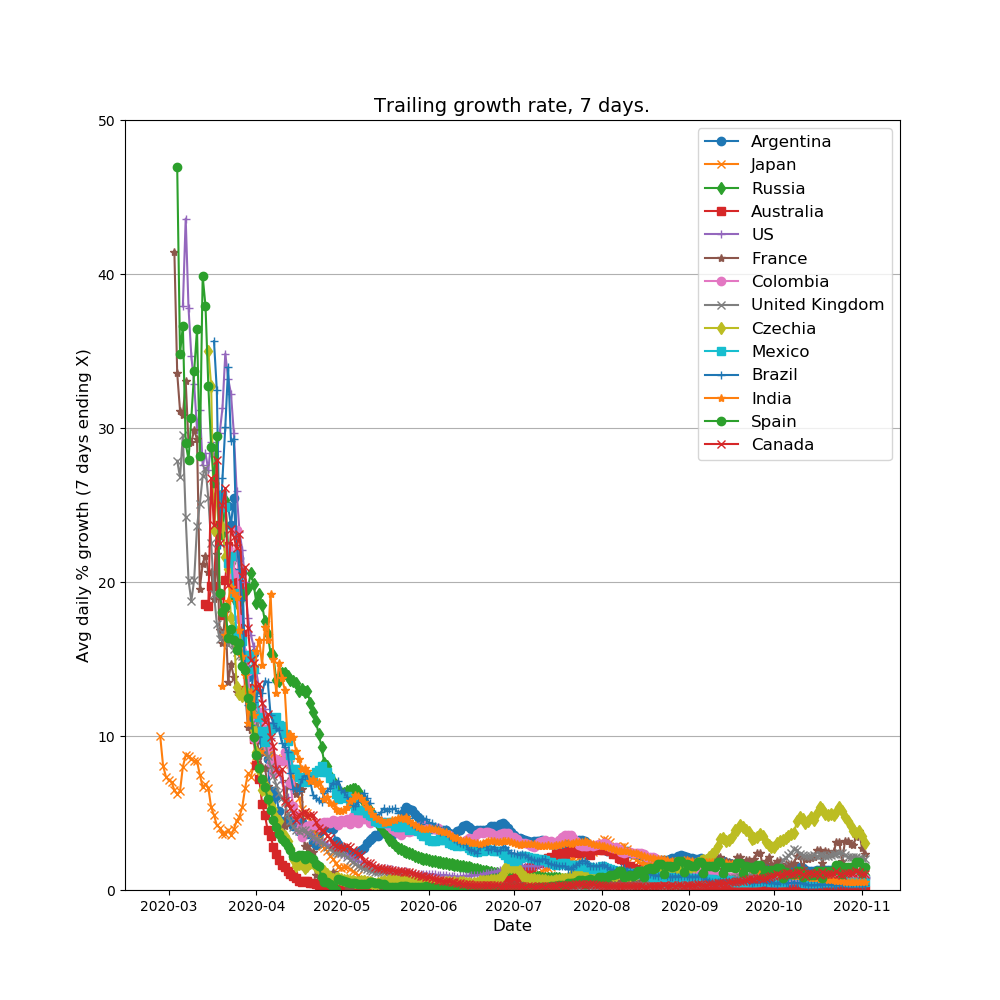 Trailing growth rate, 7 days.
50
40
30
20
10
0
Avg daily % growth (7 days ending X)
Argentina
Japan
Russia
Australia
US
France
Colombia
United Kingdom
Czechia
Mexico
Brazil
India
Spain
Canada
2020-03 2020-04 2020-05 2020-06 2020-07 2020-08 2020-09 2020-10 2020-11
Date